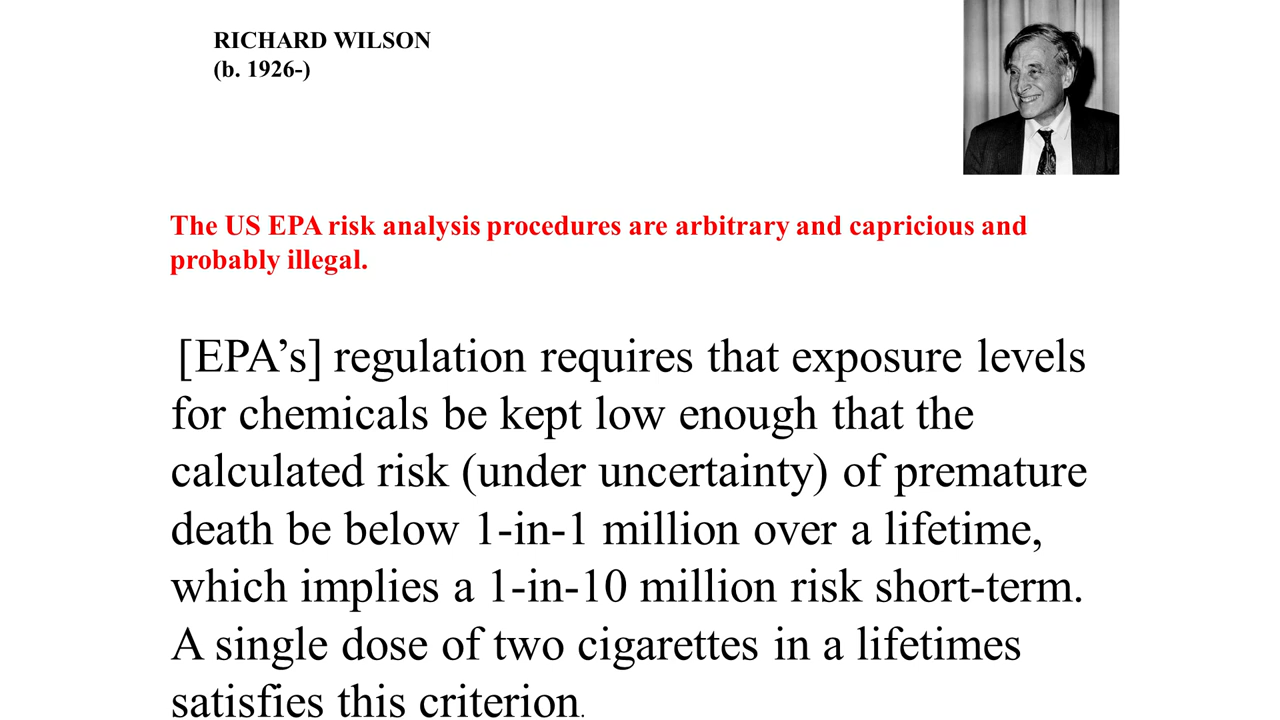 RICHARD WILSON
(b. 1926-)
The US EPA risk analysis procedures are arbitrary and capricious and
probably illegal.
[EPA’s] regulation requires that exposure levels
for chemicals be kept low enough that the
calculated risk (under uncertainty) of premature
death be below 1-in-1 million over a lifetime,
which implies a 1-in-10 million risk short-term.
A single dose of two cigarettes in a lifetimes
satisfies this criterion.